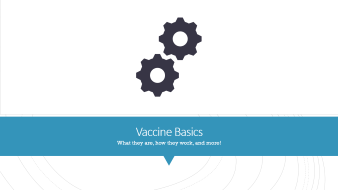 Vaccine Basics
What they are, how they work, and more!